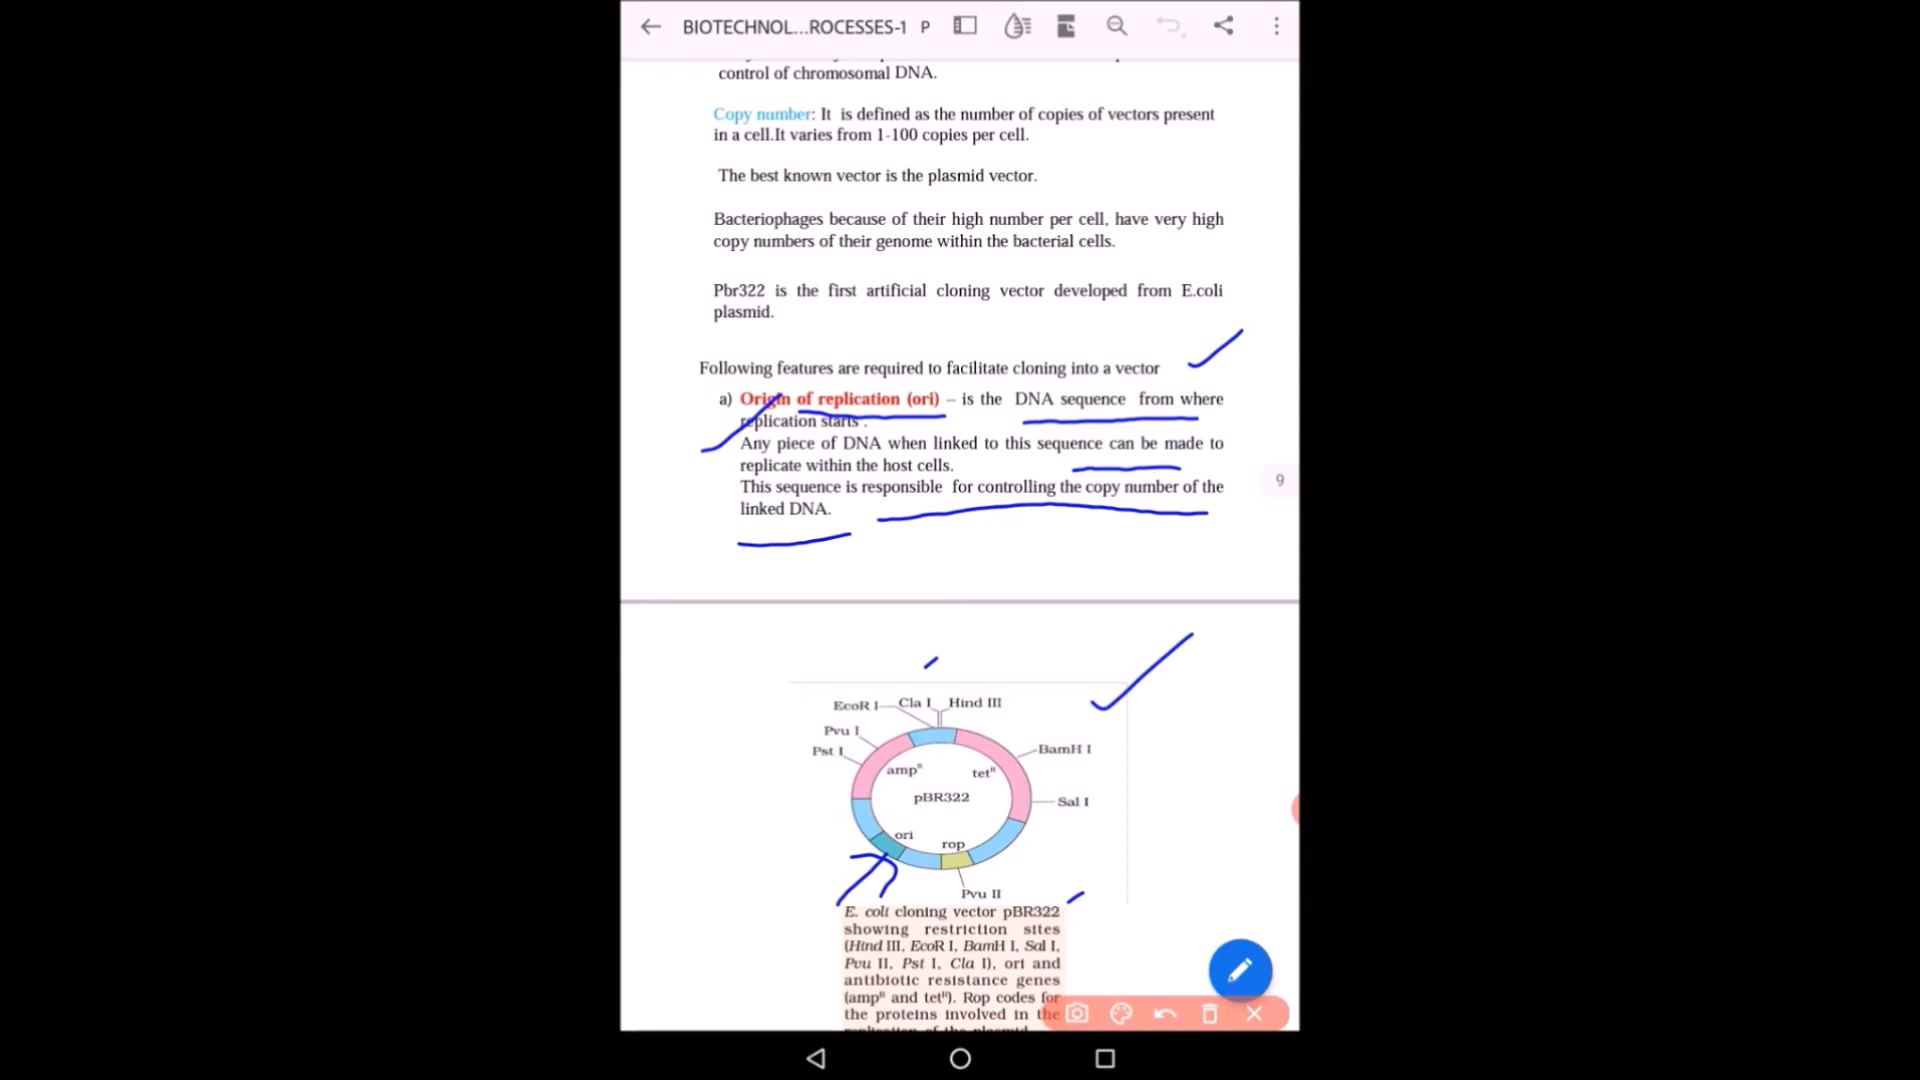 BIOTECHNOL...ROCESSES-1 P
control of chromosomal DNA.
Copy number: It is defined as the number of copies of vectors present
in a cell.It varies from 1-100 copies per cell.
The best known vector is the plasmid vector.
Bacteriophages because of their high number per cell, have very high
copy numbers of their genome within the bacterial cells.
Pbr322 is the first artificial cloning vector developed from E.coli
plasmid.
Following features are required to facilitate cloning into a vector
a) Origin of replication (ori) – is the DNA sequence from where
replication starts .
Any piece of DNA when linked to this sequence can be made to
replicate within the host cells.
9
This sequence is responsible for controlling the copy number of the
linked DNA.
EcoR I Cla I Hind III
Pvu I
Pst I
BamH I
ampᴿ tetᴿ
pBR322
Sal I
ori
rop
Pvu II
E. coli cloning vector pBR322
showing restriction sites
(Hind III, EcoR I, BamH I, Sal I,
Pvu II, Pst I, Cla I), ori and
antibiotic resistance genes
(ampᴿ and tetᴿ). Rop codes for
the proteins involved in the
replication of the plasmid.